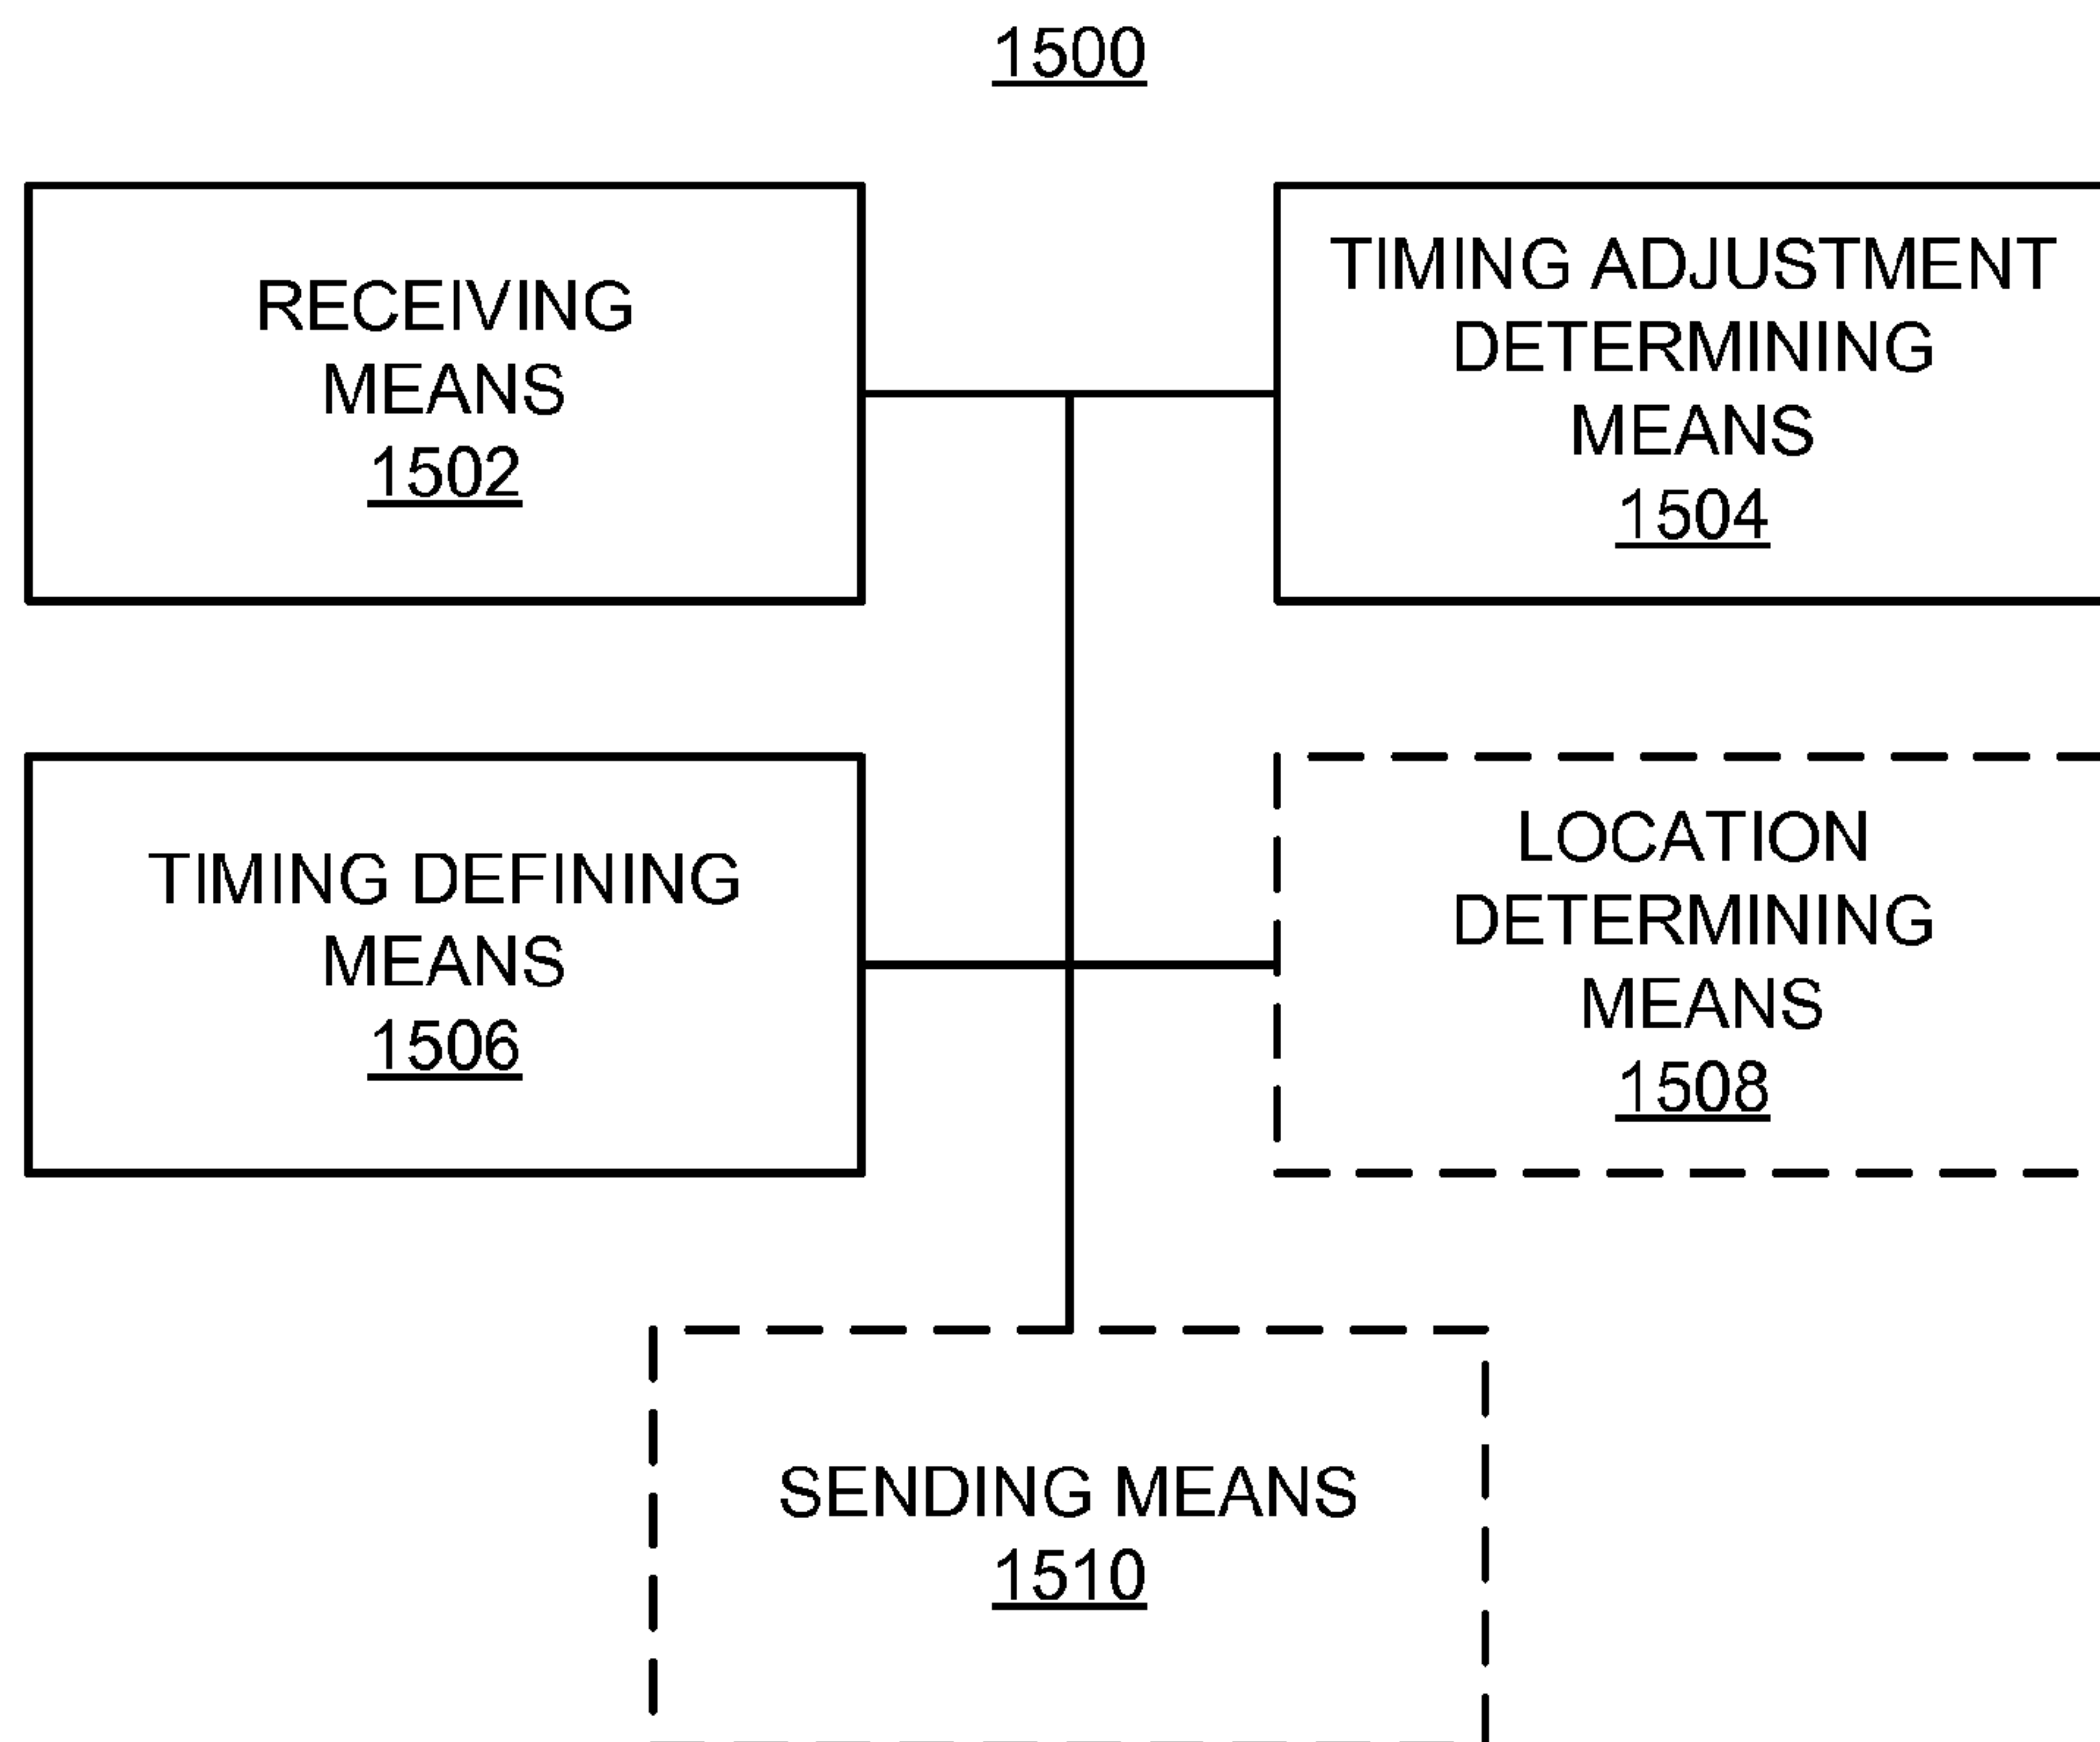 1500
RECEIVING
MEANS
1502
TIMING ADJUSTMENT
DETERMINING
MEANS
1504
TIMING DEFINING
MEANS
1506
LOCATION
DETERMINING
MEANS
1508
SENDING MEANS
1510